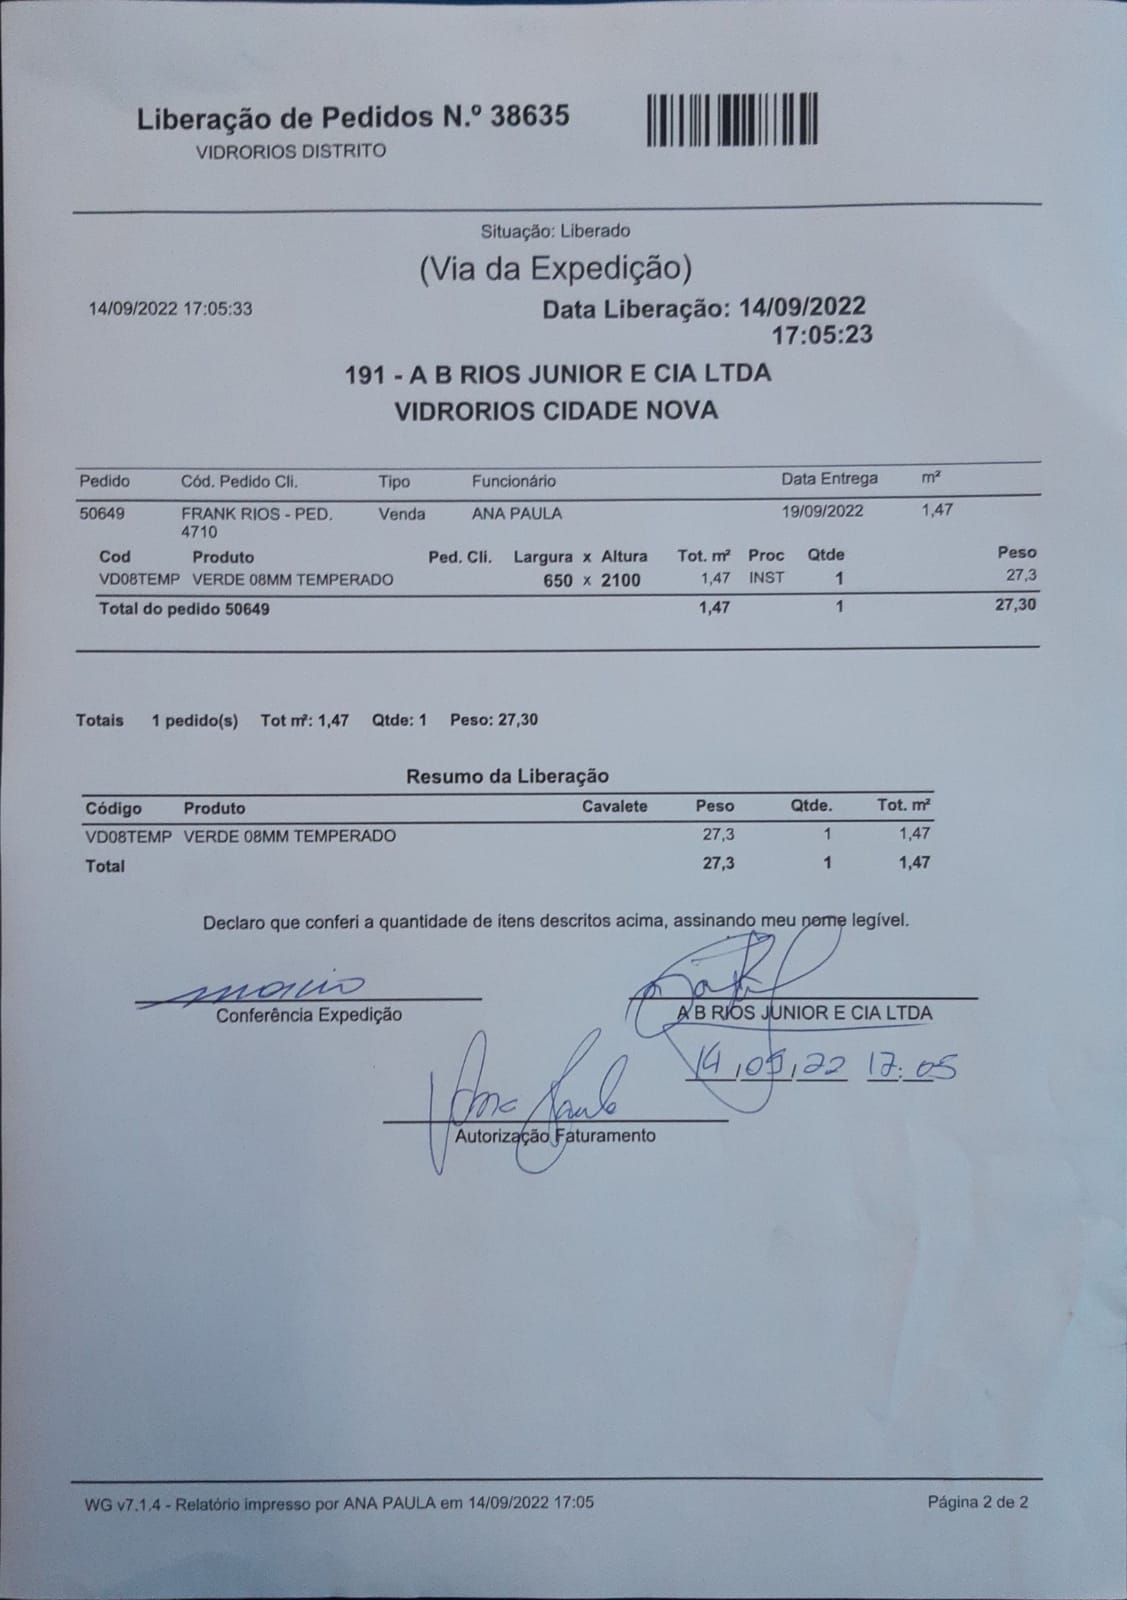 Liberação de Pedidos N.º 38635
VIDRORIOS DISTRITO
Situação: Liberado
(Via da Expedição)
14/09/2022 17:05:33
Data Liberação: 14/09/2022
17:05:23
191 - A B RIOS JUNIOR E CIA LTDA
VIDRORIOS CIDADE NOVA
Pedido Cód. Pedido Cli. Tipo Funcionário Data Entrega m²
50649 FRANK RIOS - PED. Venda ANA PAULA 19/09/2022 1,47
4710
Cod Produto Ped. Cli. Largura x Altura Tot. m² Proc Qtde Peso
VD08TEMP VERDE 08MM TEMPERADO 650 x 2100 1,47 INST 1 27,3
Total do pedido 50649 1,47 1 27,30
Totais 1 pedido(s) Tot m²: 1,47 Qtde: 1 Peso: 27,30
Resumo da Liberação
Código Produto Cavalete Peso Qtde. Tot. m²
VD08TEMP VERDE 08MM TEMPERADO 27,3 1 1,47
Total 27,3 1 1,47
Declaro que conferi a quantidade de itens descritos acima, assinando meu nome legível.
Conferência Expedição
A B RIOS JUNIOR E CIA LTDA
14,09,22 17:05
Ana Paula
Autorização Faturamento
WG v7.1.4 - Relatório impresso por ANA PAULA em 14/09/2022 17:05
Página 2 de 2